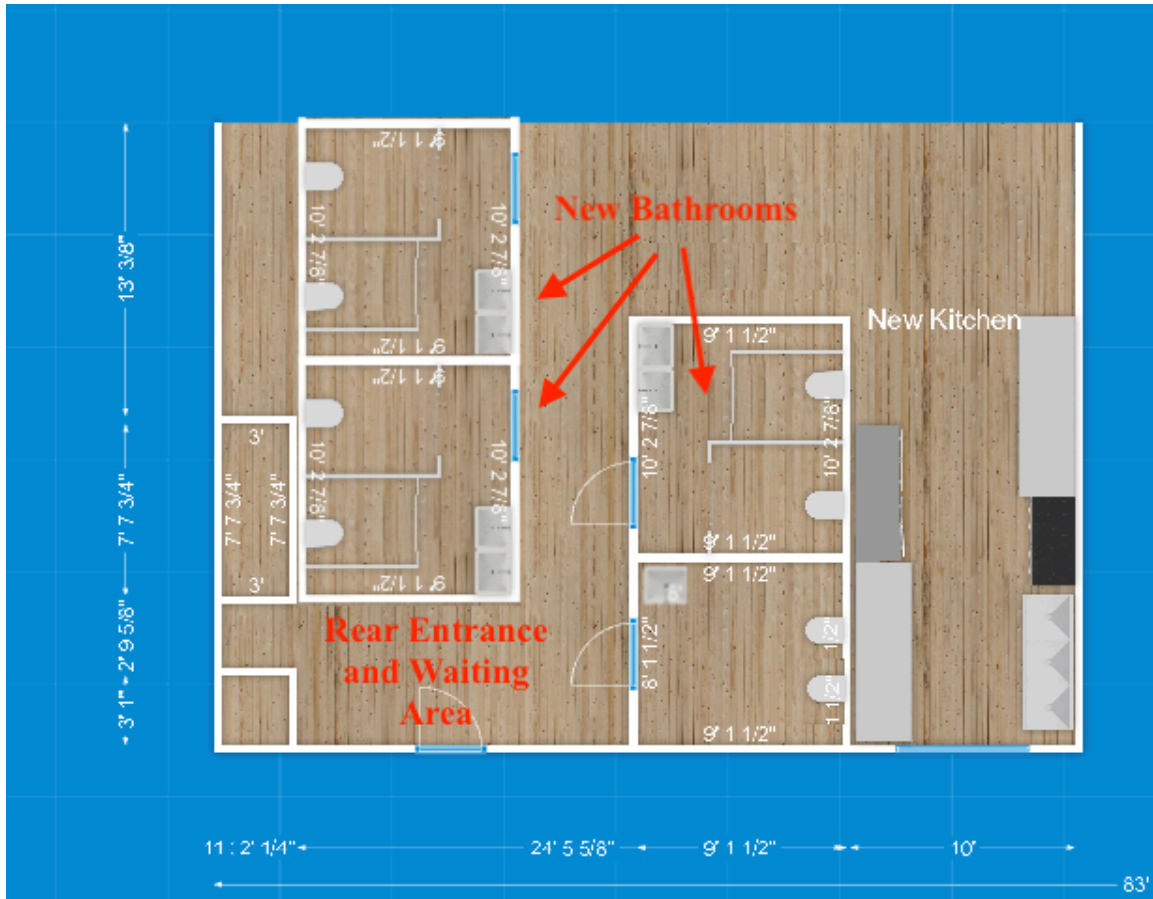 9' 1 1/2"
10' 2 7/8"
10' 2 7/8"
9' 1 1/2"
New Bathrooms
13' 3/8"
9' 1 1/2"
10' 2 7/8"
10' 2 7/8"
9' 1 1/2"
New Kitchen
9' 1 1/2"
10' 2 7/8"
10' 2 7/8"
9' 1 1/2"
3'
7' 7 3/4"
7' 7 3/4"
7' 7 3/4"
3'
9' 1 1/2"
8' 1 1/2"
1/2"
1 1/2"
9' 1 1/2"
Rear Entrance
and Waiting
Area
2' 9 5/8"
3' 1"
11 : 2' 1/4"
24' 5 5/8"
9' 1 1/2"
10'
83'